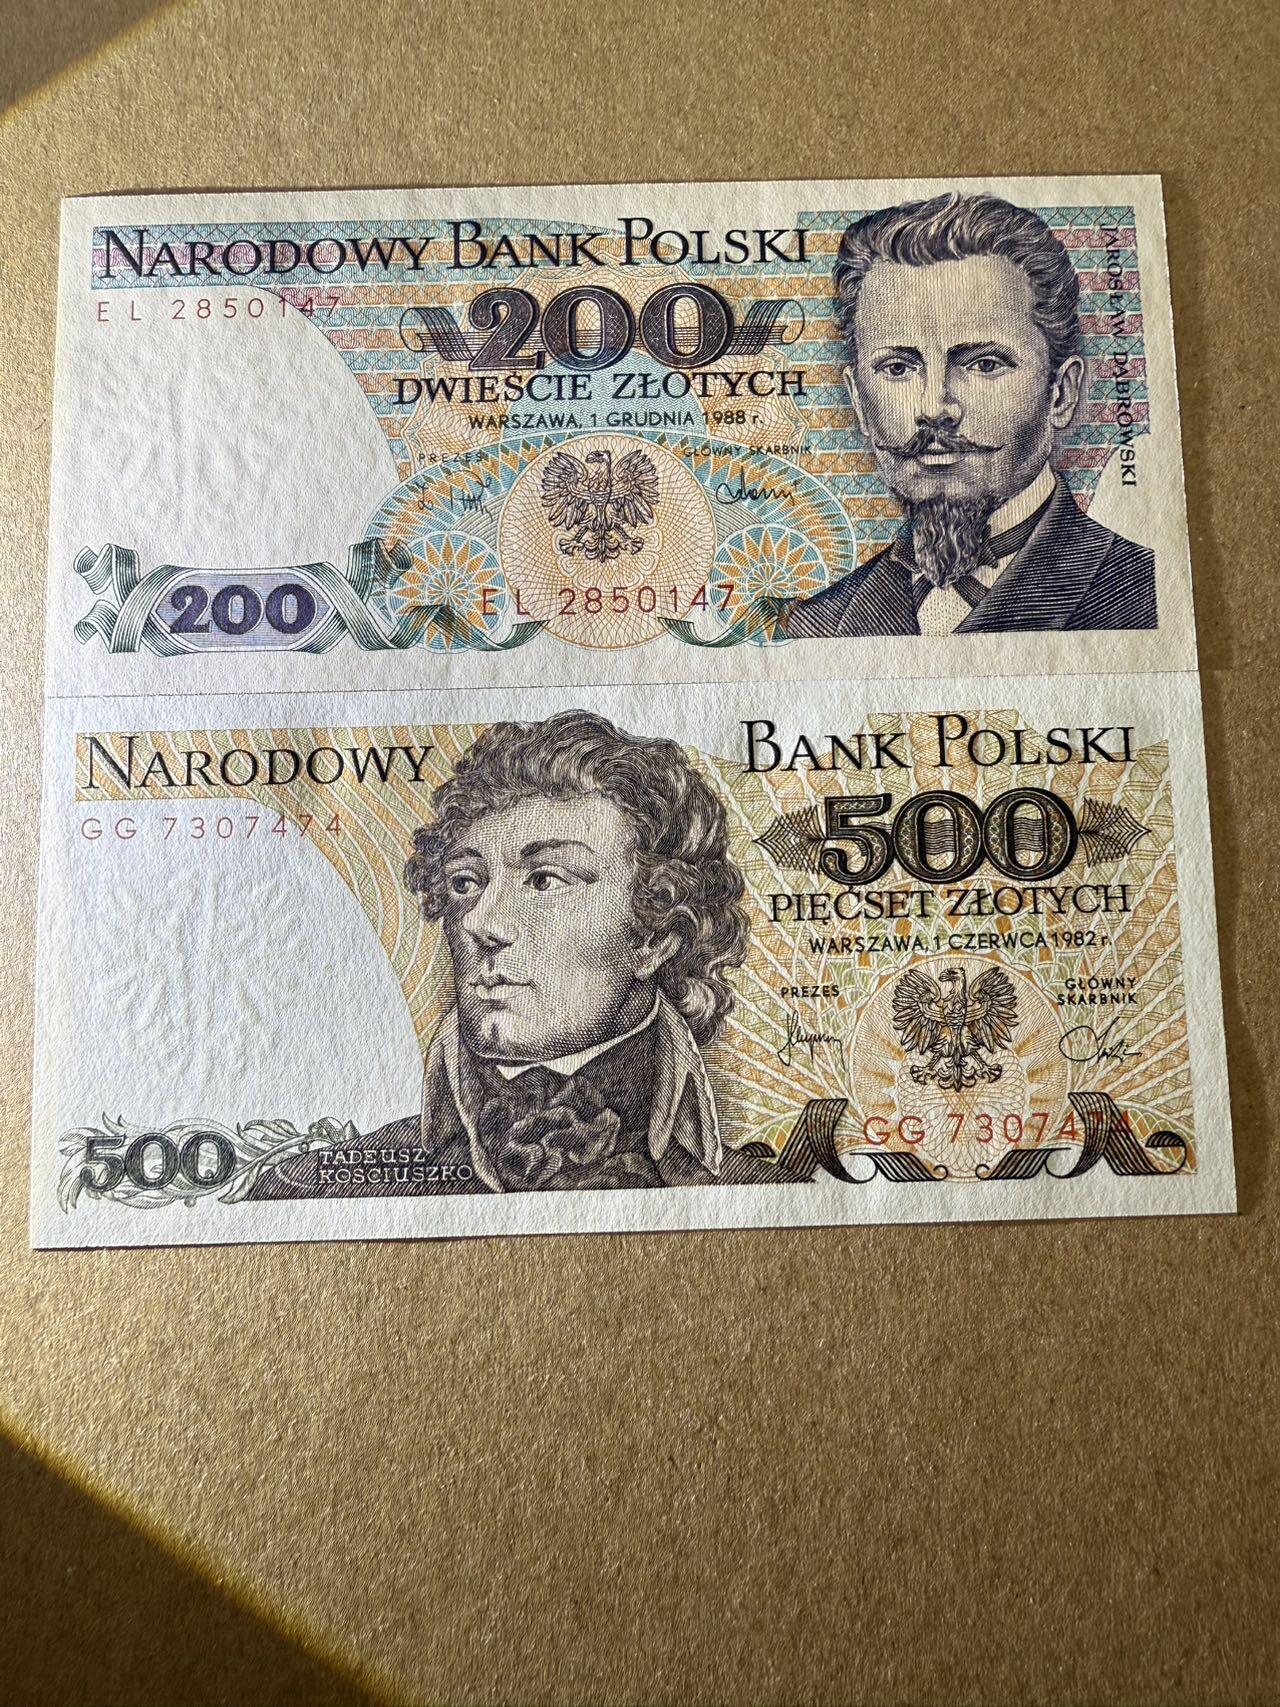 NARODOWY BANK POLSKI
EL 2850147
200
DWIEŚCIE ZŁOTYCH
WARSZAWA, 1 GRUDNIA 1988 r.
PREZES
GŁÓWNY SKARBNIK
JAROSŁAW DĄBROWSKI
200
EL 2850147
NARODOWY BANK POLSKI
GG 7307474
500
PIĘĆSET ZŁOTYCH
WARSZAWA, 1 CZERWCA 1982 r.
PREZES
GŁÓWNY
SKARBNIK
GG 7307474
500
TADEUSZ
KOŚCIUSZKO